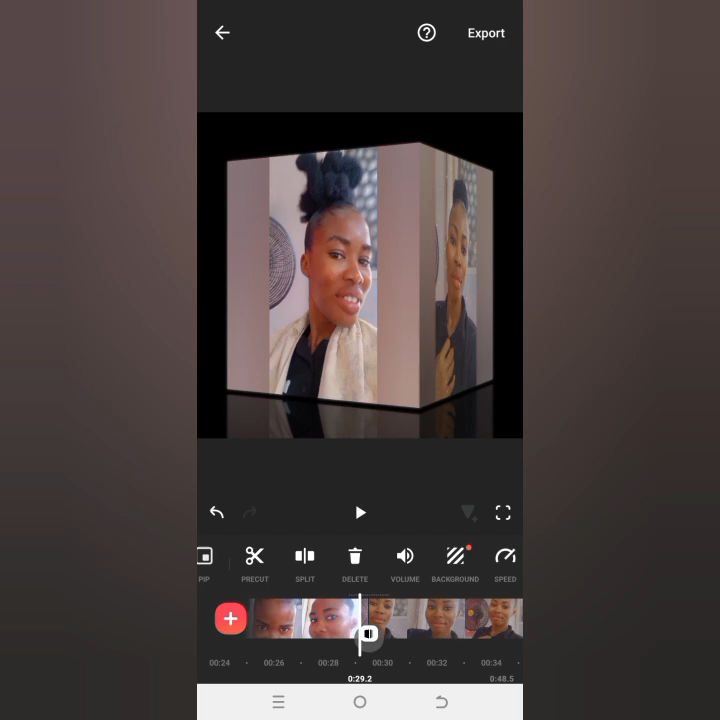 Export
PIP PRECUT SPLIT DELETE VOLUME BACKGROUND SPEED
00:24 00:26 00:28 00:30 00:32 00:34
0:29.2 0:48.5